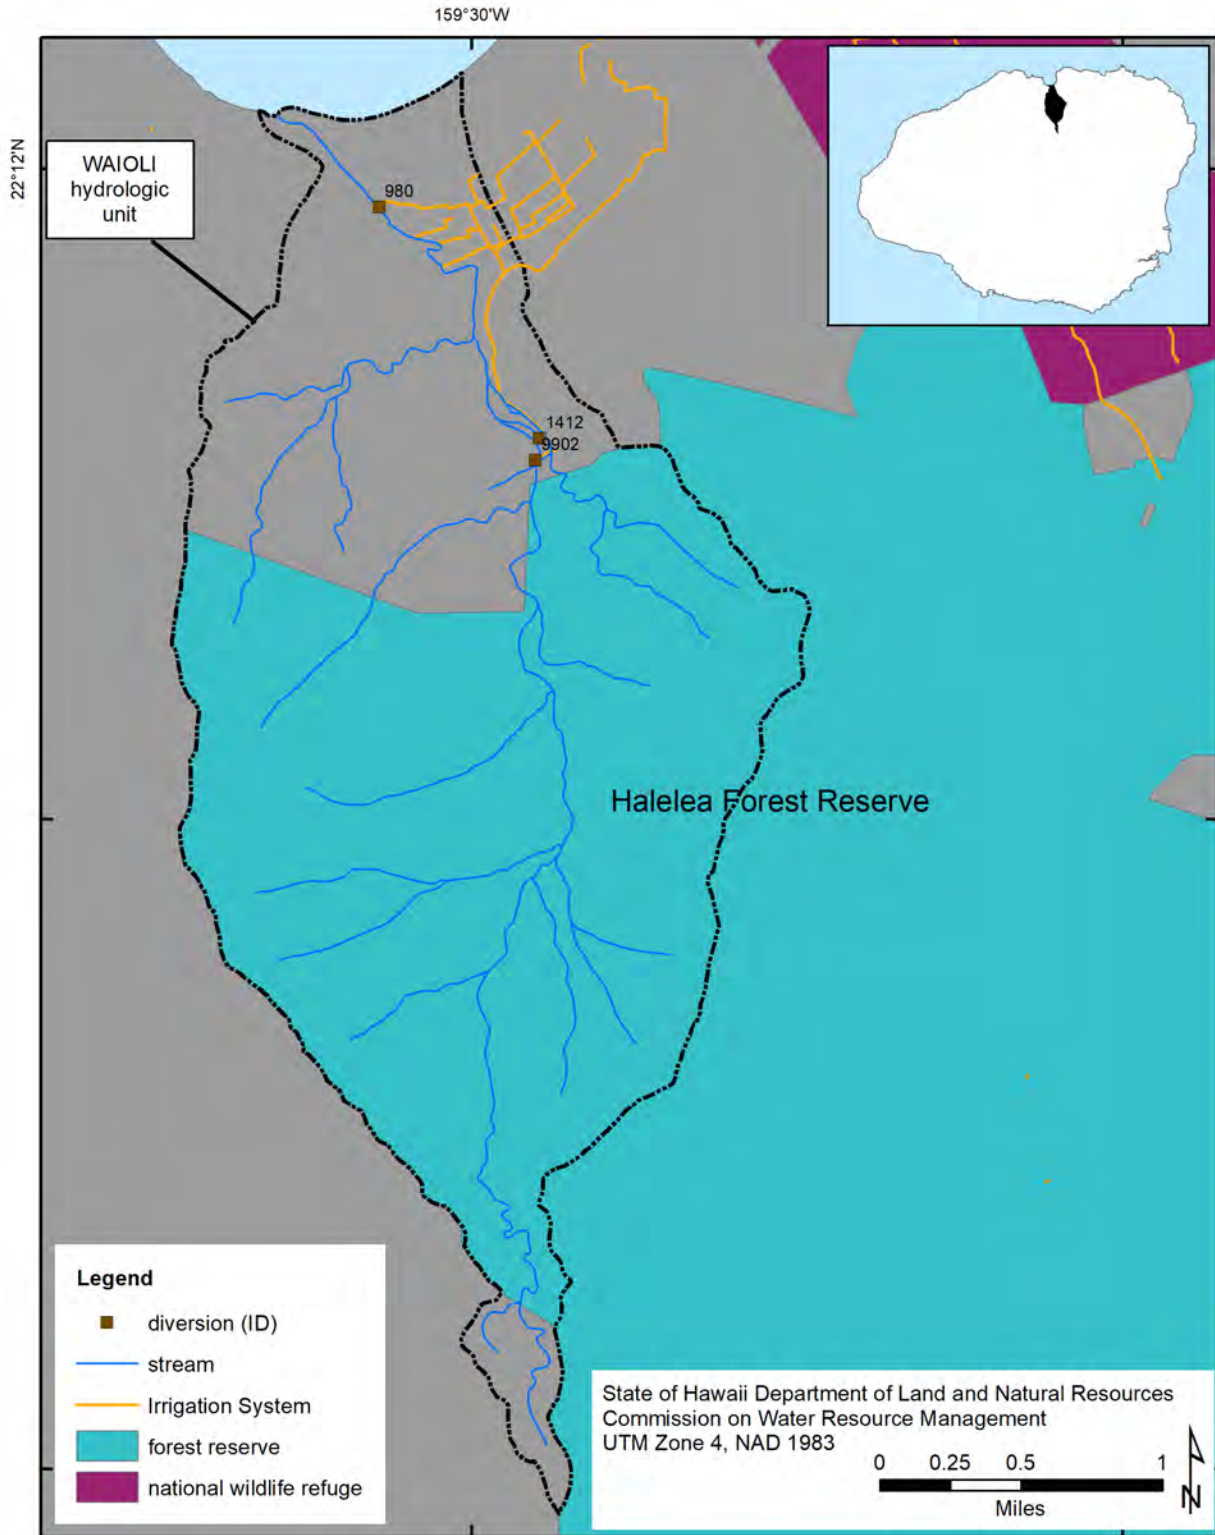 159°30'W
22°12'N
WAIOLI
hydrologic
unit
980
1412
9902
Halelea Forest Reserve
Legend
diversion (ID)
stream
Irrigation System
forest reserve
national wildlife refuge
State of Hawaii Department of Land and Natural Resources
Commission on Water Resource Management
UTM Zone 4, NAD 1983
0 0.25 0.5 1
Miles
N